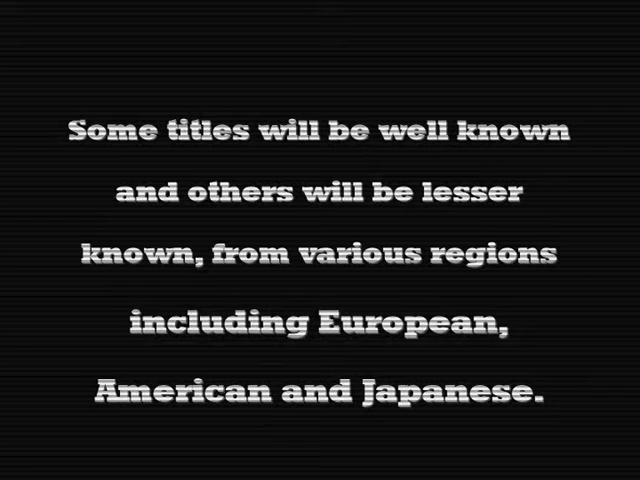 Some titles will be well known
and others will be lesser
known, from various regions
including European,
American and Japanese.